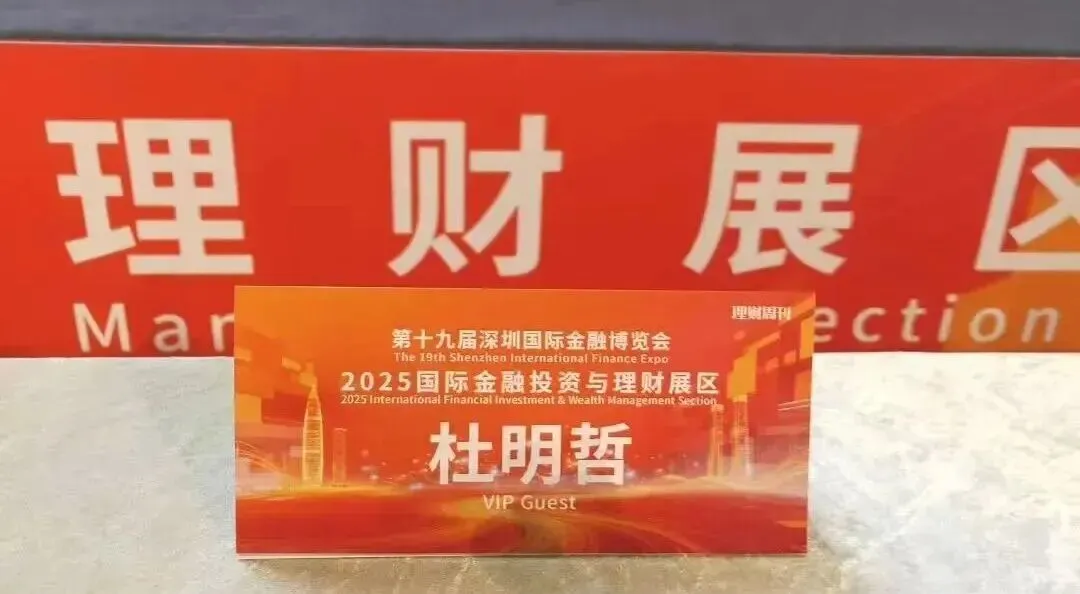 理财展区
Mar
ection
理财周刊
第十九届深圳国际金融博览会
The 19th Shenzhen International Finance Expo
2025国际金融投资与理财展区
2025 International Financial Investment & Wealth Management Section
杜明哲
VIP Guest